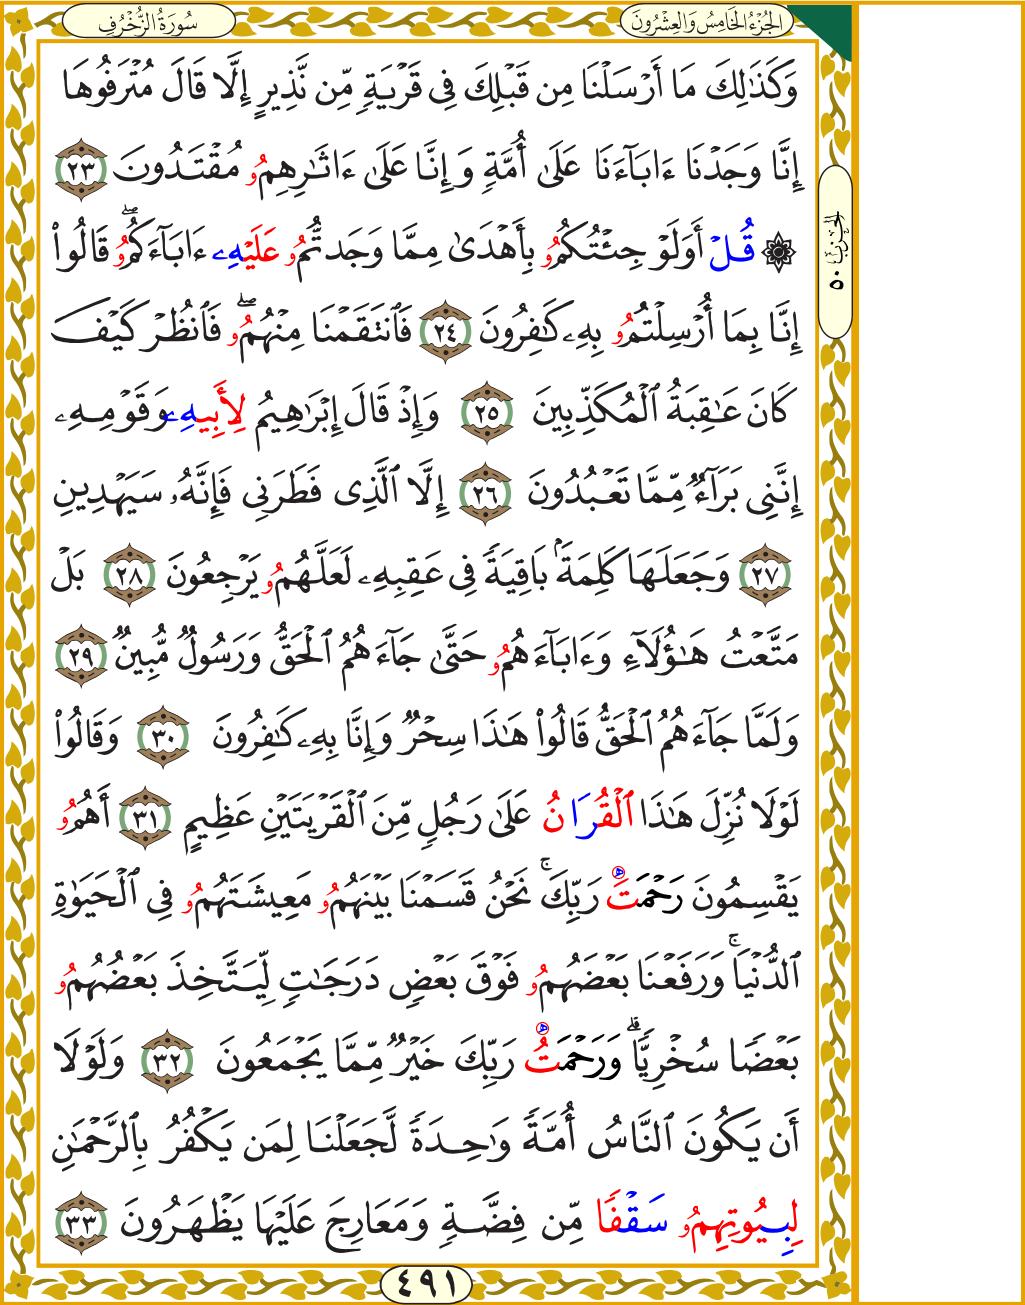 الجُزْءُ الخَامِسُ وَالعِشْرُونَ
سُورَةُ الزُّخْرُفِ
وَكَذَٰلِكَ مَا أَرْسَلْنَا مِن قَبْلِكَ فِى قَرْيَةٍ مِّن نَّذِيرٍ إِلَّا قَالَ مُتْرَفُوهَا
إِنَّا وَجَدْنَا ءَابَآءَنَا عَلَىٰ أُمَّةٍ وَإِنَّا عَلَىٰ ءَاثَٰرِهِمُو مُقْتَدُونَ ٢٣
۞ قُلْ أَوَلَوْ جِئْتُكُمُو بِأَهْدَىٰ مِمَّا وَجَدتُّمُو عَلَيْهِۦ ءَابَآءَكُمُوۖ قَالُوا۟
إِنَّا بِمَا أُرْسِلْتُمُو بِهِۦ كَٰفِرُونَ ٢٤ فَٱنتَقَمْنَا مِنْهُمُوۖ فَٱنظُرْ كَيْفَ
كَانَ عَٰقِبَةُ ٱلْمُكَذِّبِينَ ٢٥ وَإِذْ قَالَ إِبْرَٰهِيمُ لِأَبِيهِۦ وَقَوْمِهِۦ
إِنَّنِى بَرَآءٌ مِّمَّا تَعْبُدُونَ ٢٦ إِلَّا ٱلَّذِى فَطَرَنِى فَإِنَّهُۥ سَيَهْدِينِ
٢٧ وَجَعَلَهَا كَلِمَةًۢ بَاقِيَةً فِى عَقِبِهِۦ لَعَلَّهُمُو يَرْجِعُونَ ٢٨ بَلْ
مَتَّعْتُ هَٰٓؤُلَآءِ وَءَابَآءَهُمُو حَتَّىٰ جَآءَهُمُ ٱلْحَقُّ وَرَسُولٌ مُّبِينٌ ٢٩
وَلَمَّا جَآءَهُمُ ٱلْحَقُّ قَالُوا۟ هَٰذَا سِحْرٌ وَإِنَّا بِهِۦ كَٰفِرُونَ ٣٠ وَقَالُوا۟
لَوْلَا نُزِّلَ هَٰذَا ٱلْقُرَانُ عَلَىٰ رَجُلٍ مِّنَ ٱلْقَرْيَتَيْنِ عَظِيمٍ ٣١ أَهُمُو
يَقْسِمُونَ رَحْمَتَ رَبِّكَۚ نَحْنُ قَسَمْنَا بَيْنَهُمُو مَعِيشَتَهُمُو فِى ٱلْحَيَوٰةِ
ٱلدُّنْيَاۚ وَرَفَعْنَا بَعْضَهُمُو فَوْقَ بَعْضٍ دَرَجَٰتٍ لِّيَتَّخِذَ بَعْضُهُمُو
بَعْضًا سُخْرِيًّاۗ وَرَحْمَتُ رَبِّكَ خَيْرٌ مِّمَّا يَجْمَعُونَ ٣٢ وَلَوْلَا
أَن يَكُونَ ٱلنَّاسُ أُمَّةً وَٰحِدَةً لَّجَعَلْنَا لِمَن يَكْفُرُ بِٱلرَّحْمَٰنِ
لِبِيُوتِهِمُو سَقْفًا مِّن فِضَّةٍ وَمَعَارِجَ عَلَيْهَا يَظْهَرُونَ ٣٣
الحِزْبُ ٥٠
٤٩١